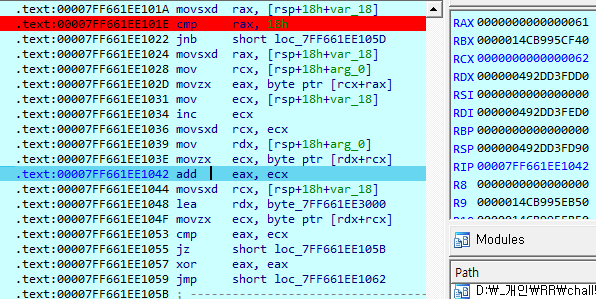 .text:00007FF661EE101A movsxd rax, [rsp+18h+var_18]
.text:00007FF661EE101E cmp rax, 18h
.text:00007FF661EE1022 jnb short loc_7FF661EE105D
.text:00007FF661EE1024 movsxd rax, [rsp+18h+var_18]
.text:00007FF661EE1028 mov rcx, [rsp+18h+arg_0]
.text:00007FF661EE102D movzx eax, byte ptr [rcx+rax]
.text:00007FF661EE1031 mov ecx, [rsp+18h+var_18]
.text:00007FF661EE1034 inc ecx
.text:00007FF661EE1036 movsxd rcx, ecx
.text:00007FF661EE1039 mov rdx, [rsp+18h+arg_0]
.text:00007FF661EE103E movzx ecx, byte ptr [rdx+rcx]
.text:00007FF661EE1042 add eax, ecx
.text:00007FF661EE1044 movsxd rcx, [rsp+18h+var_18]
.text:00007FF661EE1048 lea rdx, byte_7FF661EE3000
.text:00007FF661EE104F movzx ecx, byte ptr [rdx+rcx]
.text:00007FF661EE1053 cmp eax, ecx
.text:00007FF661EE1055 jz short loc_7FF661EE105B
.text:00007FF661EE1057 xor eax, eax
.text:00007FF661EE1059 jmp short loc_7FF661EE1062
.text:00007FF661EE105B ;
RAX 0000000000000061
RBX 0000014CB995CF40
RCX 0000000000000062
RDX 000000492DD3FDD0
RSI 0000000000000000
RDI 000000492DD3FED0
RBP 0000000000000000
RSP 000000492DD3FD90
RIP 00007FF661EE1042
R8 0000000000000000
R9 0000014CB995EB50
Modules
Path
D:\_개인\RR\chall